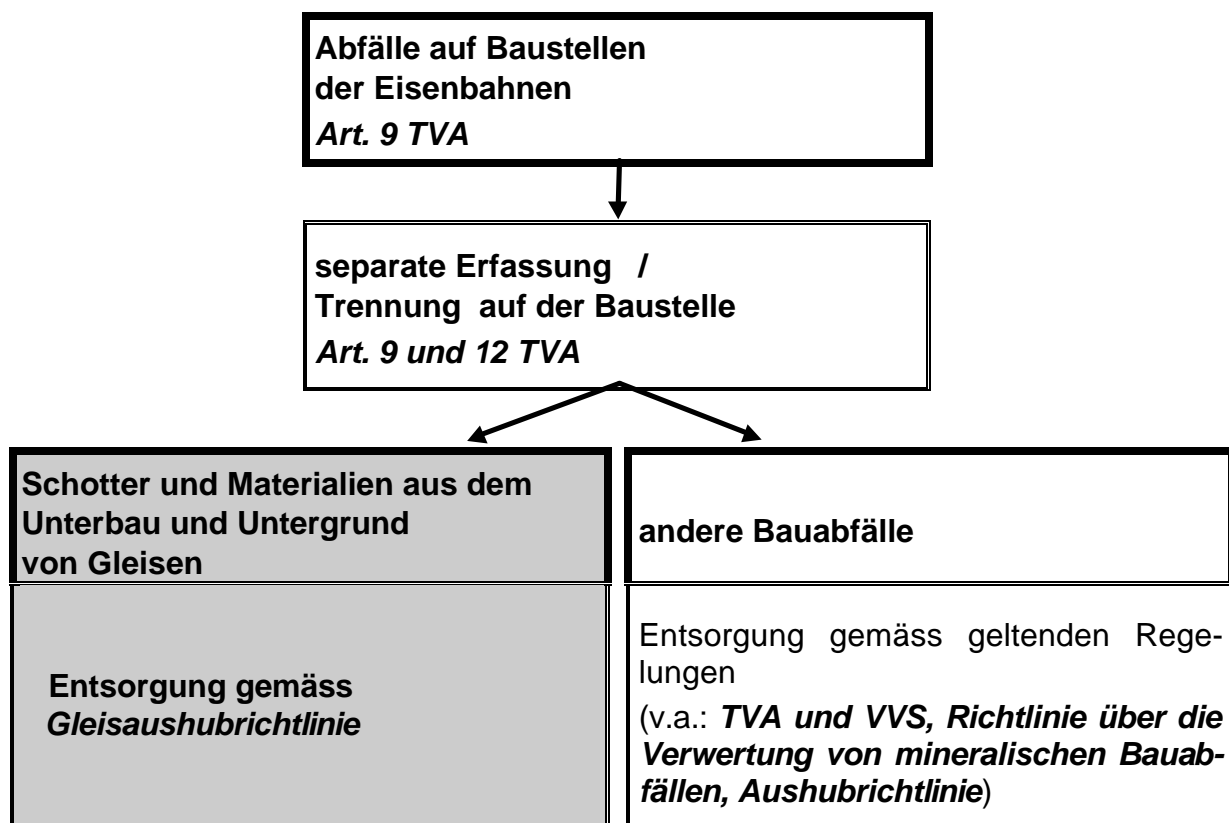 Abfälle auf Baustellen
der Eisenbahnen
Art. 9 TVA
separate Erfassung /
Trennung auf der Baustelle
Art. 9 und 12 TVA
Schotter und Materialien aus dem
Unterbau und Untergrund
von Gleisen
Entsorgung gemäss
Gleisaushubrichtlinie
andere Bauabfälle
Entsorgung gemäss geltenden Rege-
lungen
(v.a.: TVA und VVS, Richtlinie über die
Verwertung von mineralischen Bauab-
fällen, Aushubrichtlinie)